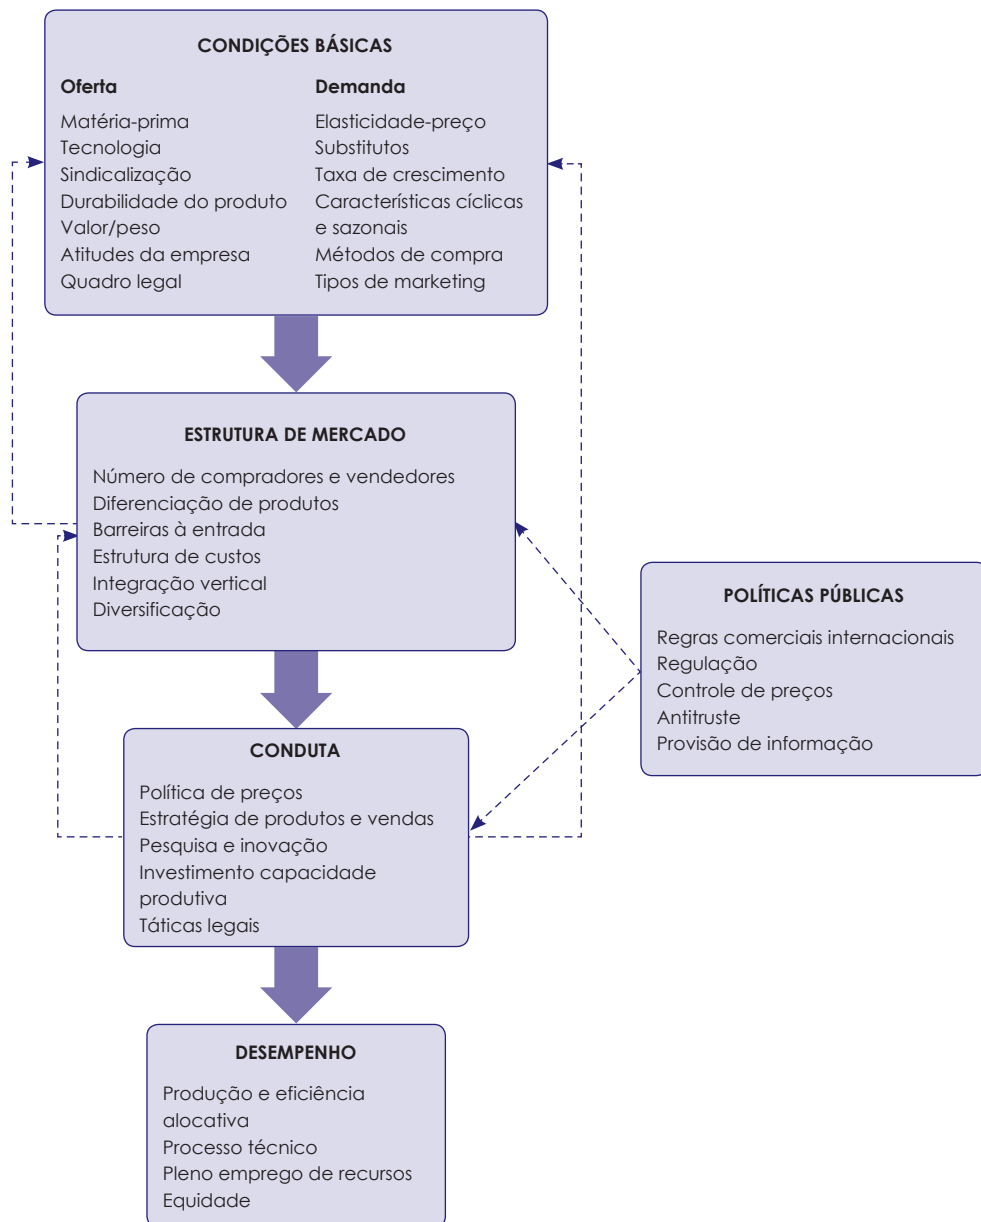 CONDIÇÕES BÁSICAS
Oferta
Matéria-prima
Tecnologia
Sindicalização
Durabilidade do produto
Valor/peso
Atitudes da empresa
Quadro legal
Demanda
Elasticidade-preço
Substitutos
Taxa de crescimento
Características cíclicas
e sazonais
Métodos de compra
Tipos de marketing
ESTRUTURA DE MERCADO
Número de compradores e vendedores
Diferenciação de produtos
Barreiras à entrada
Estrutura de custos
Integração vertical
Diversificação
POLÍTICAS PÚBLICAS
Regras comerciais internacionais
Regulação
Controle de preços
Antitruste
Provisão de informação
CONDUTA
Política de preços
Estratégia de produtos e vendas
Pesquisa e inovação
Investimento capacidade
produtiva
Táticas legais
DESEMPENHO
Produção e eficiência
alocativa
Processo técnico
Pleno emprego de recursos
Equidade